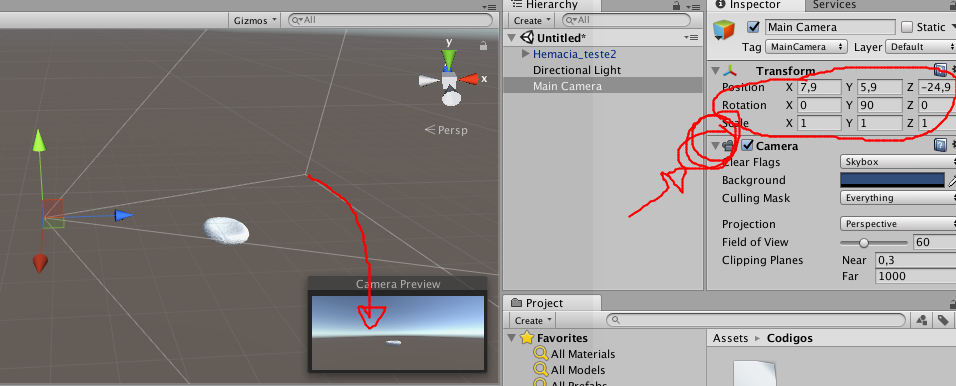 Gizmos All
y
x
Persp
Camera Preview
Hierarchy
Create All
Untitled*
Hemacia_teste2
Directional Light
Main Camera
Inspector Services
Main Camera Static
Tag MainCamera Layer Default
Transform
Position X 7,9 Y 5,9 Z -24,9
Rotation X 0 Y 90 Z 0
Scale X 1 Y 1 Z 1
Camera
Clear Flags Skybox
Background
Culling Mask Everything
Projection Perspective
Field of View 60
Clipping Planes Near 0,3
Far 1000
Project
Create
Favorites
All Materials
All Models
All Prefabs
Assets Codigos